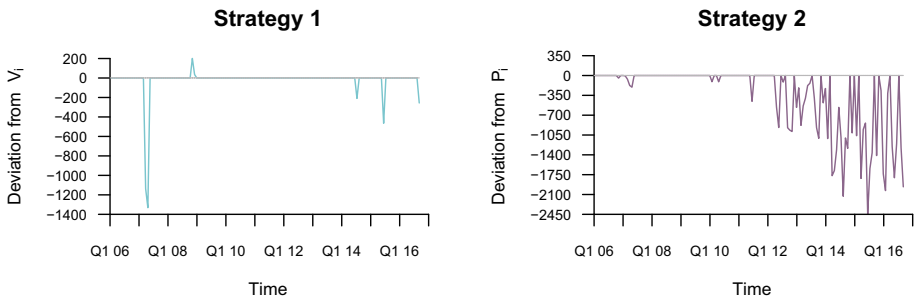 Strategy 1
Deviation from Vi
200
0
−200
−400
−600
−800
−1000
−1200
−1400
Q1 06 Q1 08 Q1 10 Q1 12 Q1 14 Q1 16
Time
Strategy 2
Deviation from Pi
350
0
−350
−700
−1050
−1400
−1750
−2100
−2450
Q1 06 Q1 08 Q1 10 Q1 12 Q1 14 Q1 16
Time